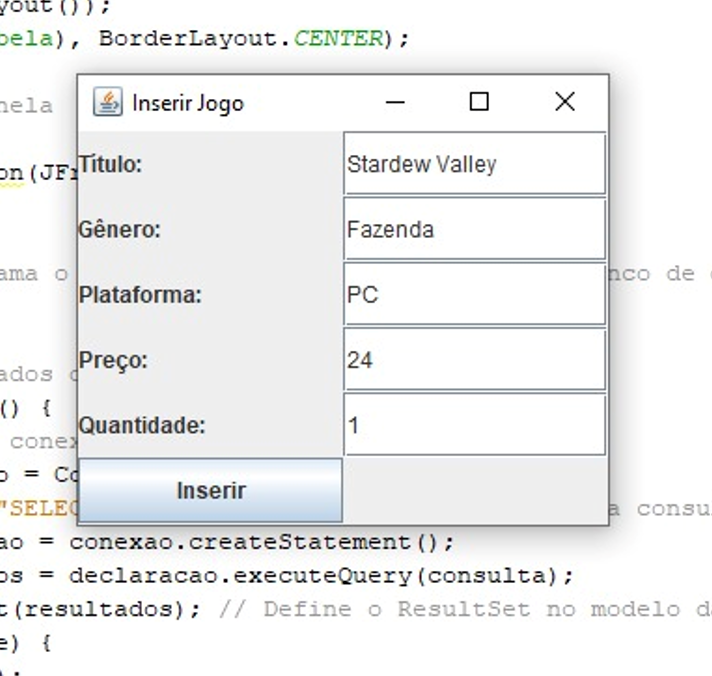 yout());
bela), BorderLayout.CENTER);
nela
Inserir Jogo
on(JFr
Título: Stardew Valley
Gênero: Fazenda
ama o nco de
Plataforma: PC
Preço: 24
ados
() {
Quantidade: 1
conex
o = Co
Inserir
"SELEC a consu
ao = conexao.createStatement();
os = declaracao.executeQuery(consulta);
t(resultados); // Define o ResultSet no modelo da
e) {